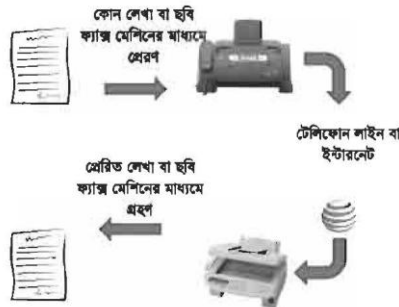 কোন লেখা বা ছবি
ফ্যাক্স মেশিনের মাধ্যমে
প্রেরণ
টেলিফোন লাইন বা
ইন্টারনেট
প্রেরিত লেখা বা ছবি
ফ্যাক্স মেশিনের মাধ্যমে
গ্রহণ